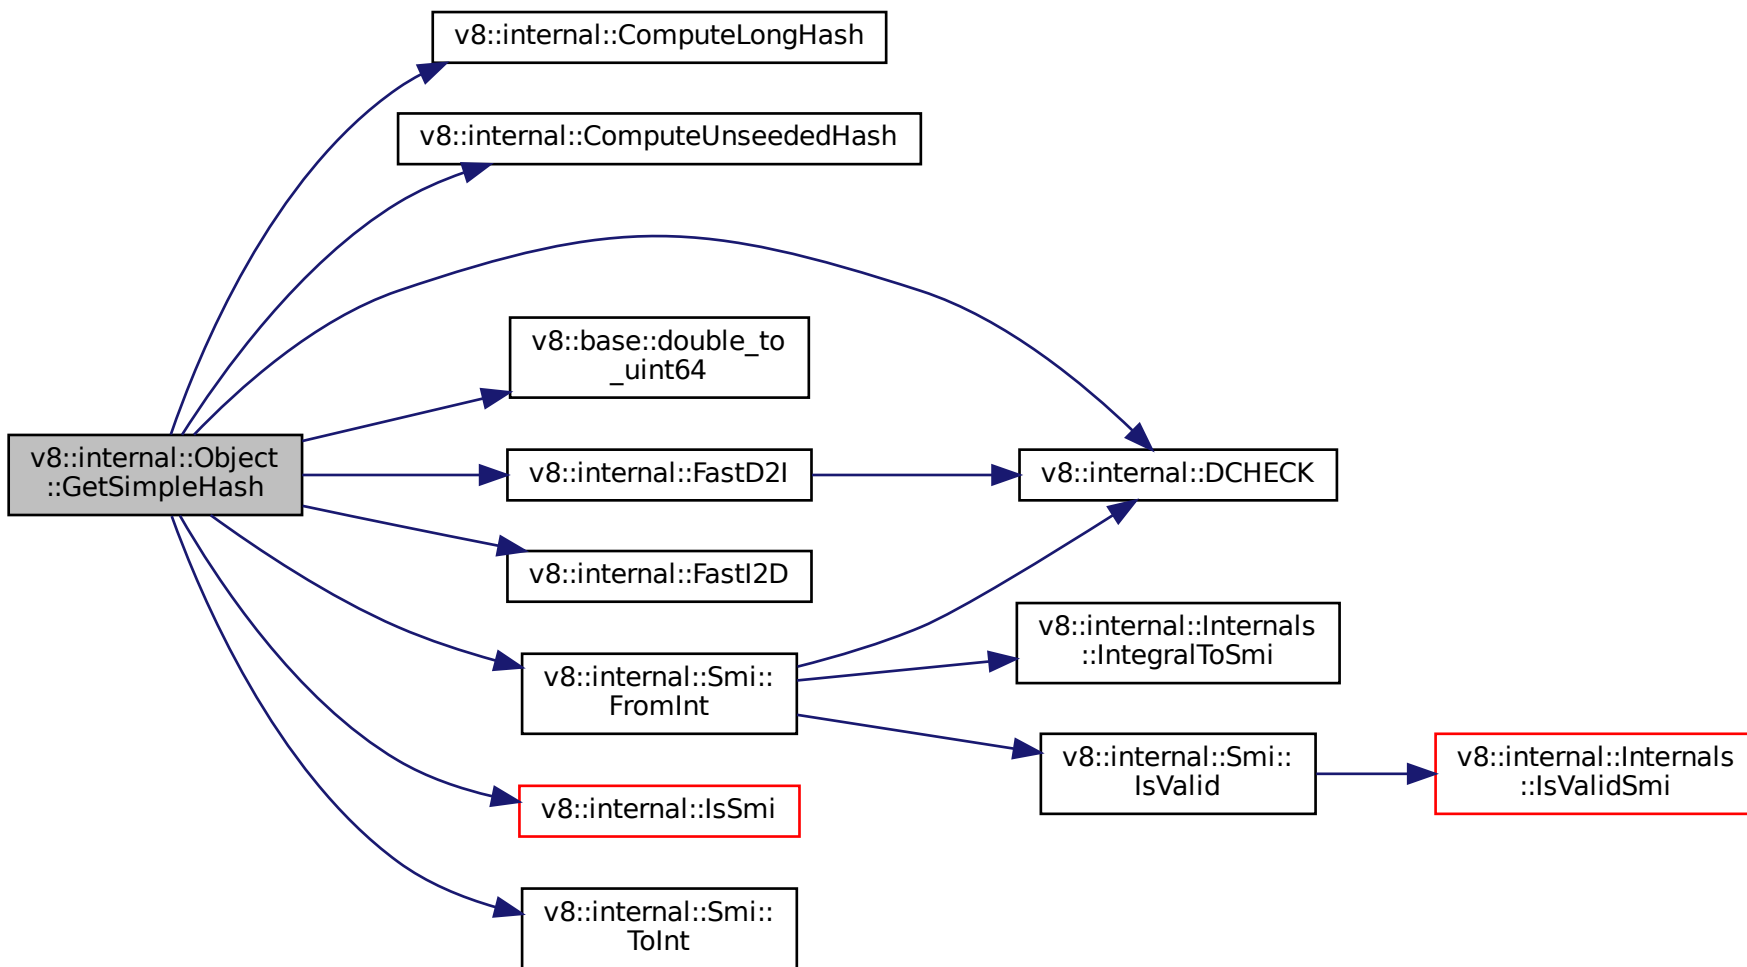 v8::internal::ComputeLongHash
v8::internal::ComputeUnseededHash
v8::base::double_to
_uint64
v8::internal::Object
::GetSimpleHash
v8::internal::FastD2I
v8::internal::DCHECK
v8::internal::FastI2D
v8::internal::Internals
::IntegralToSmi
v8::internal::Smi::
FromInt
v8::internal::Smi::
IsValid
v8::internal::Internals
::IsValidSmi
v8::internal::IsSmi
v8::internal::Smi::
ToInt